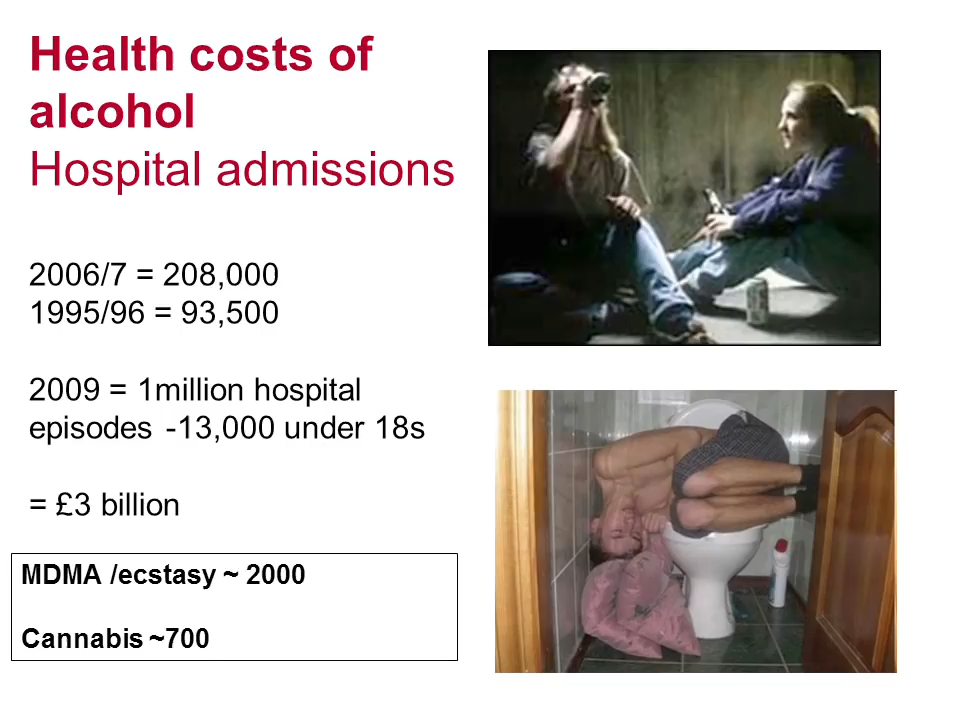 Health costs of
alcohol
Hospital admissions
2006/7 = 208,000
1995/96 = 93,500
2009 = 1million hospital
episodes -13,000 under 18s
= £3 billion
MDMA /ecstasy ~ 2000
Cannabis ~700